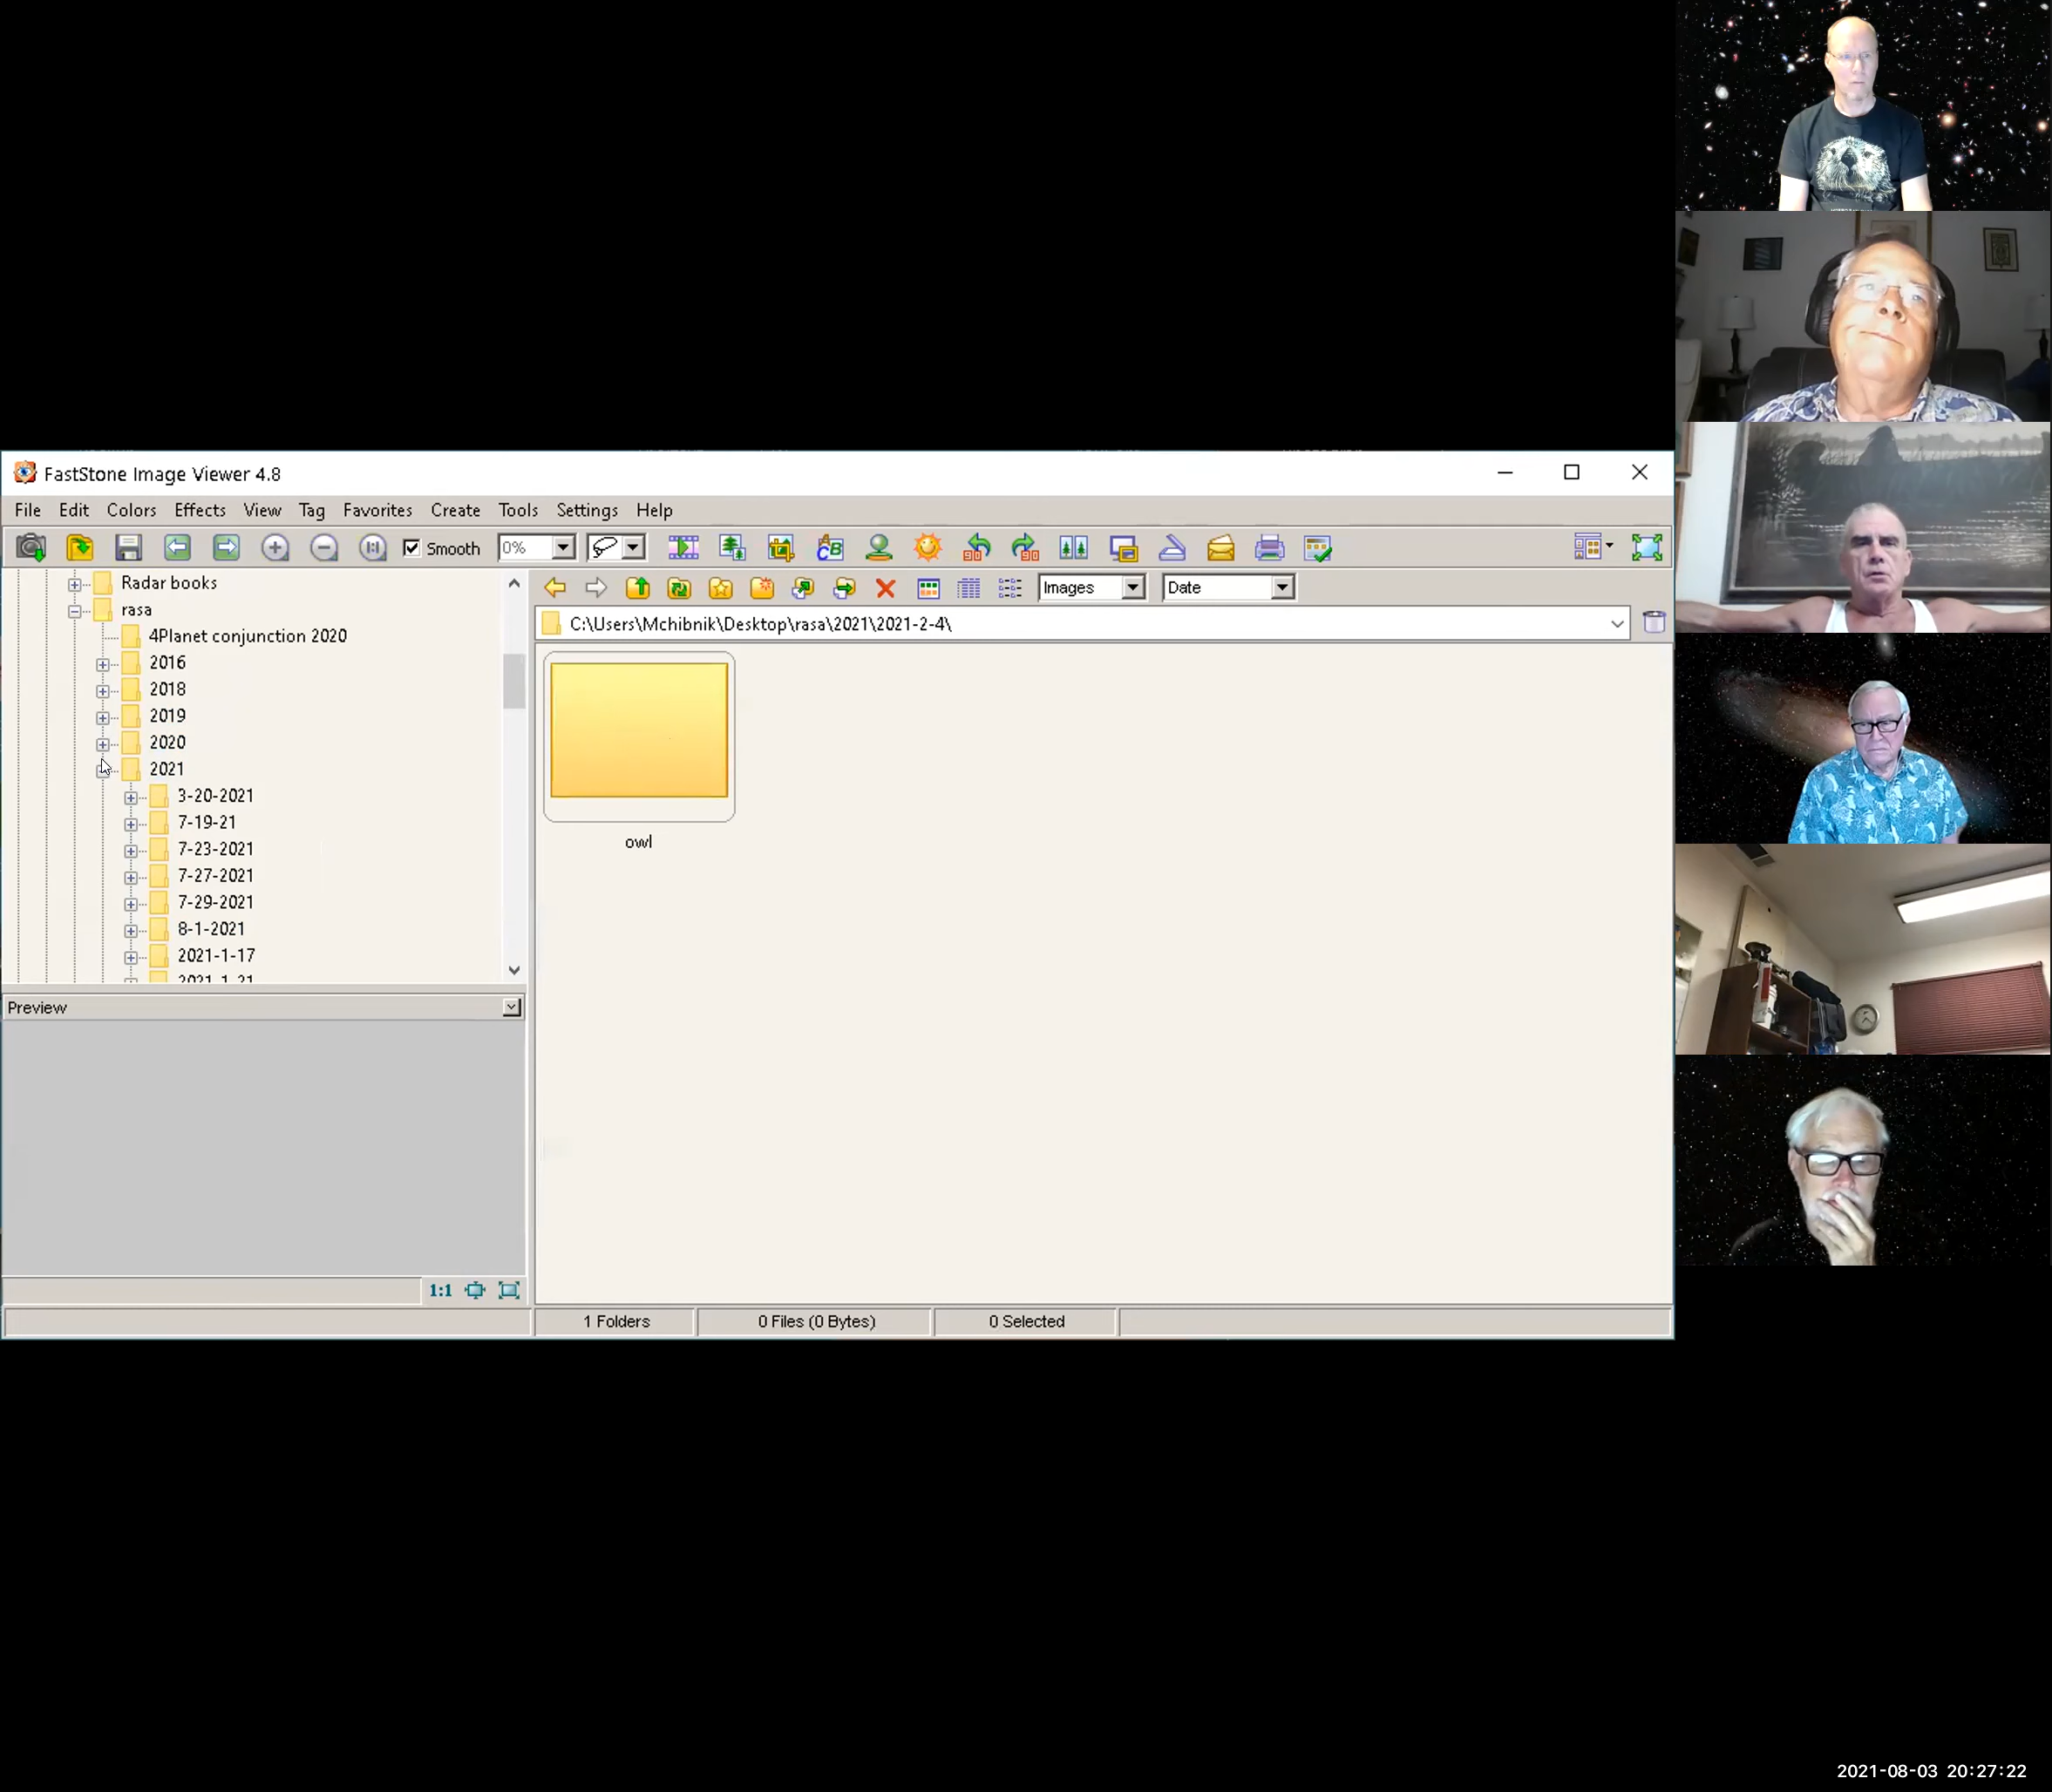 FastStone Image Viewer 4.8
File Edit Colors Effects View Tag Favorites Create Tools Settings Help
Smooth 0%
Radar books
rasa
4Planet conjunction 2020
2016
2018
2019
2020
2021
3-20-2021
7-19-21
7-23-2021
7-27-2021
7-29-2021
8-1-2021
2021-1-17
2021-1-21
Images Date
C:\Users\Mchibnik\Desktop\rasa\2021\2021-2-4\
owl
Preview
1:1
1 Folders 0 Files (0 Bytes) 0 Selected
2021-08-03 20:27:22